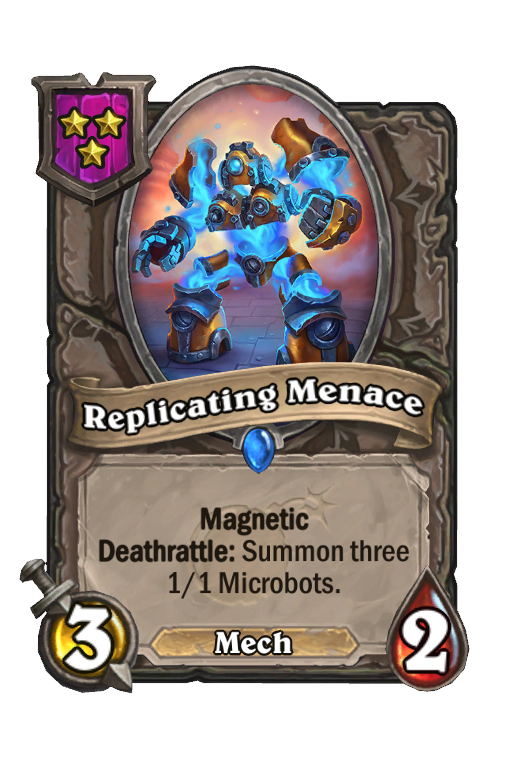 Replicating Menace
Magnetic
Deathrattle: Summon three
1/1 Microbots.
3
Mech
2